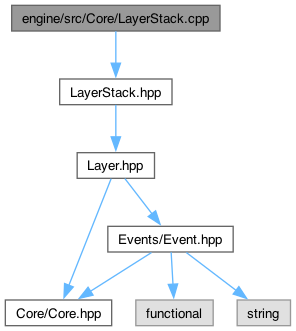 engine/src/Core/LayerStack.cpp
LayerStack.hpp
Layer.hpp
Events/Event.hpp
Core/Core.hpp
functional
string